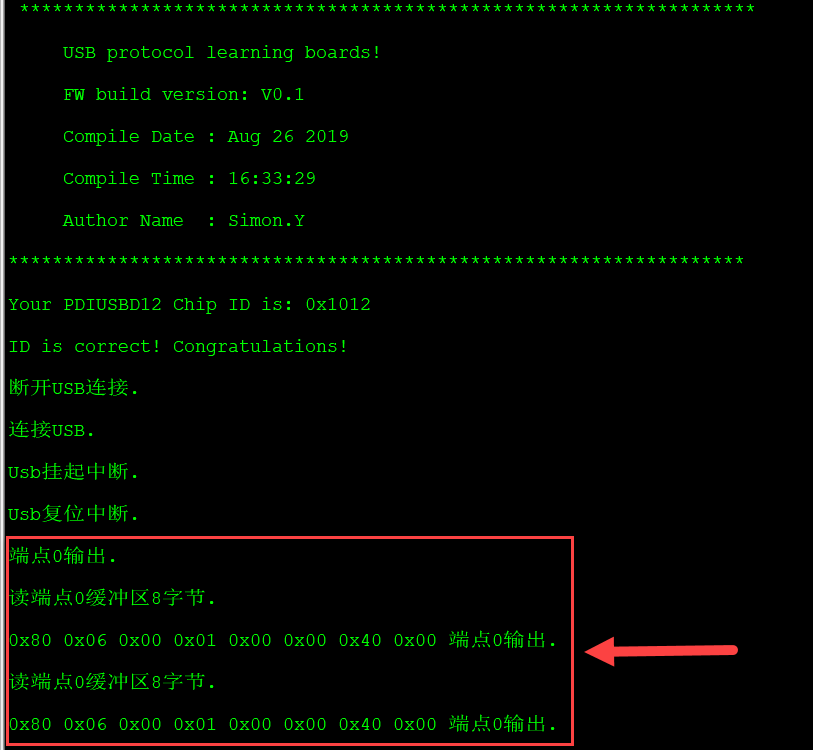 *******************************************************************
USB protocol learning boards!
FW build version: V0.1
Compile Date : Aug 26 2019
Compile Time : 16:33:29
Author Name  : Simon.Y
*******************************************************************
Your PDIUSBD12 Chip ID is: 0x1012
ID is correct! Congratulations!
断开USB连接.
连接USB.
Usb挂起中断.
Usb复位中断.
端点0输出.
读端点0缓冲区8字节.
0x80 0x06 0x00 0x01 0x00 0x00 0x40 0x00 端点0输出.
读端点0缓冲区8字节.
0x80 0x06 0x00 0x01 0x00 0x00 0x40 0x00 端点0输出.